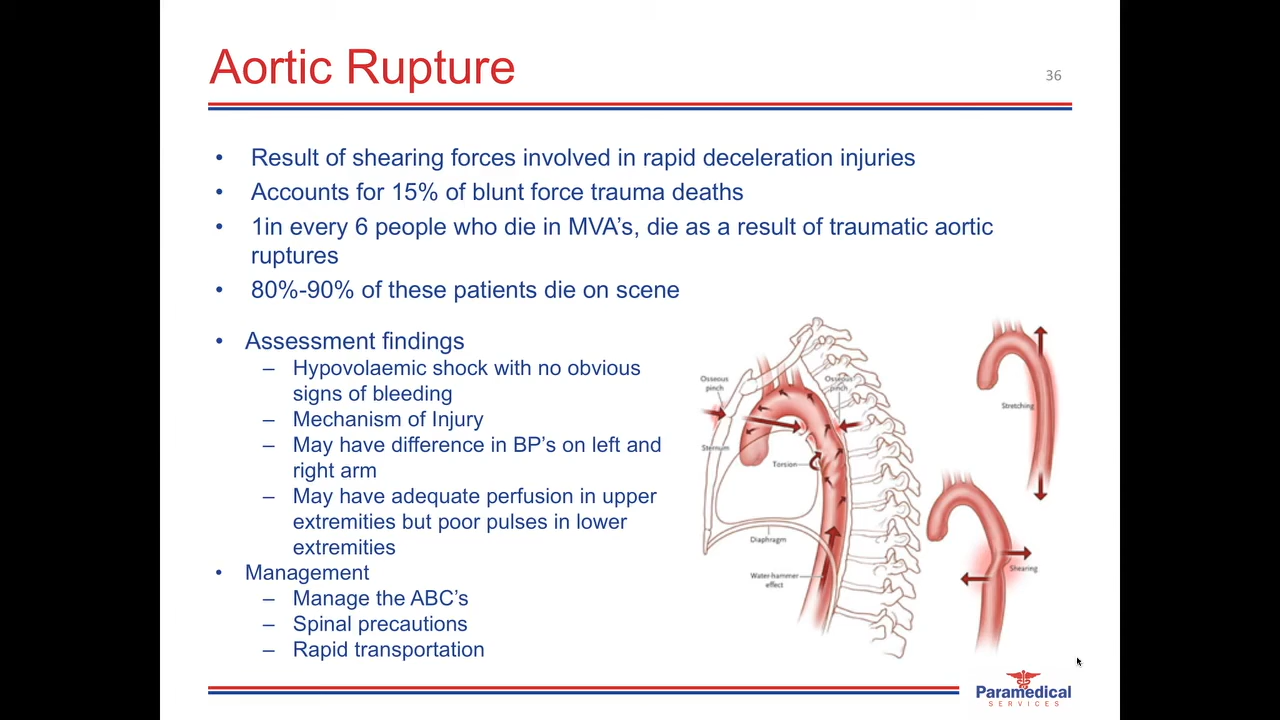 Aortic Rupture
36
• Result of shearing forces involved in rapid deceleration injuries
• Accounts for 15% of blunt force trauma deaths
• 1in every 6 people who die in MVA's, die as a result of traumatic aortic
ruptures
• 80%-90% of these patients die on scene
• Assessment findings
– Hypovolaemic shock with no obvious
signs of bleeding
– Mechanism of Injury
– May have difference in BP's on left and
right arm
– May have adequate perfusion in upper
extremities but poor pulses in lower
extremities
• Management
– Manage the ABC's
– Spinal precautions
– Rapid transportation
Osseous
pinch
Osseous
pinch
Sternum
Torsion
Diaphragm
Water-hammer
effect
Stretching
Shearing
Paramedical
SERVICES